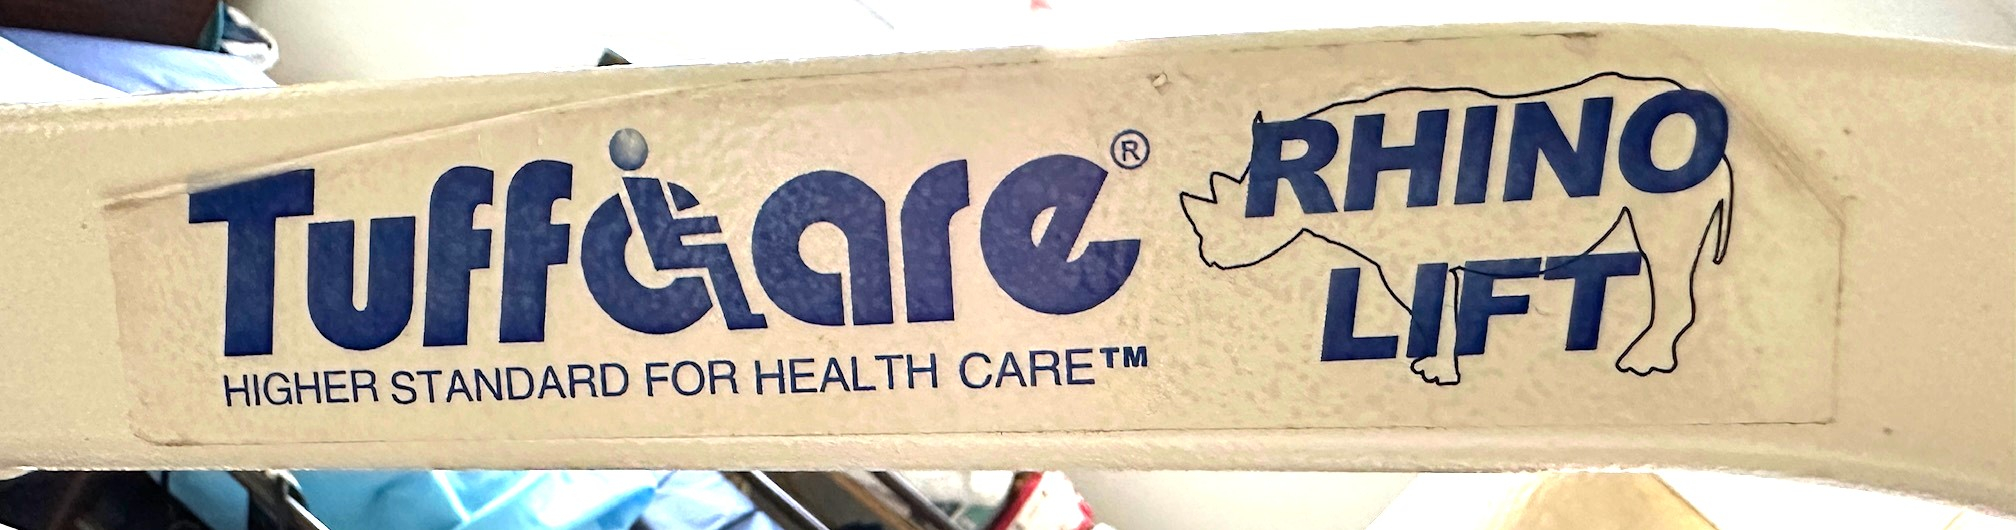 Tuffcare®
HIGHER STANDARD FOR HEALTH CARE™
RHINO
LIFT